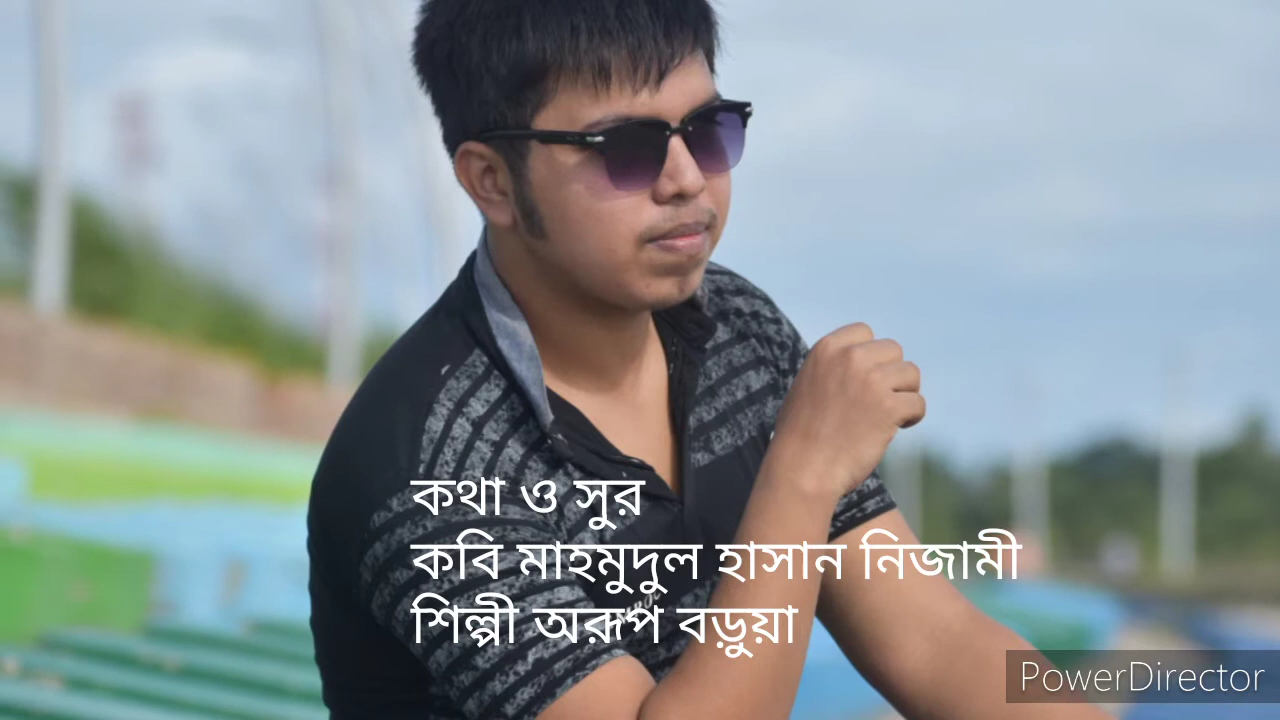 কথা ও সুর
কবি মাহমুদুল হাসান নিজামী
শিল্পী অরূপ বড়ুয়া
PowerDirector